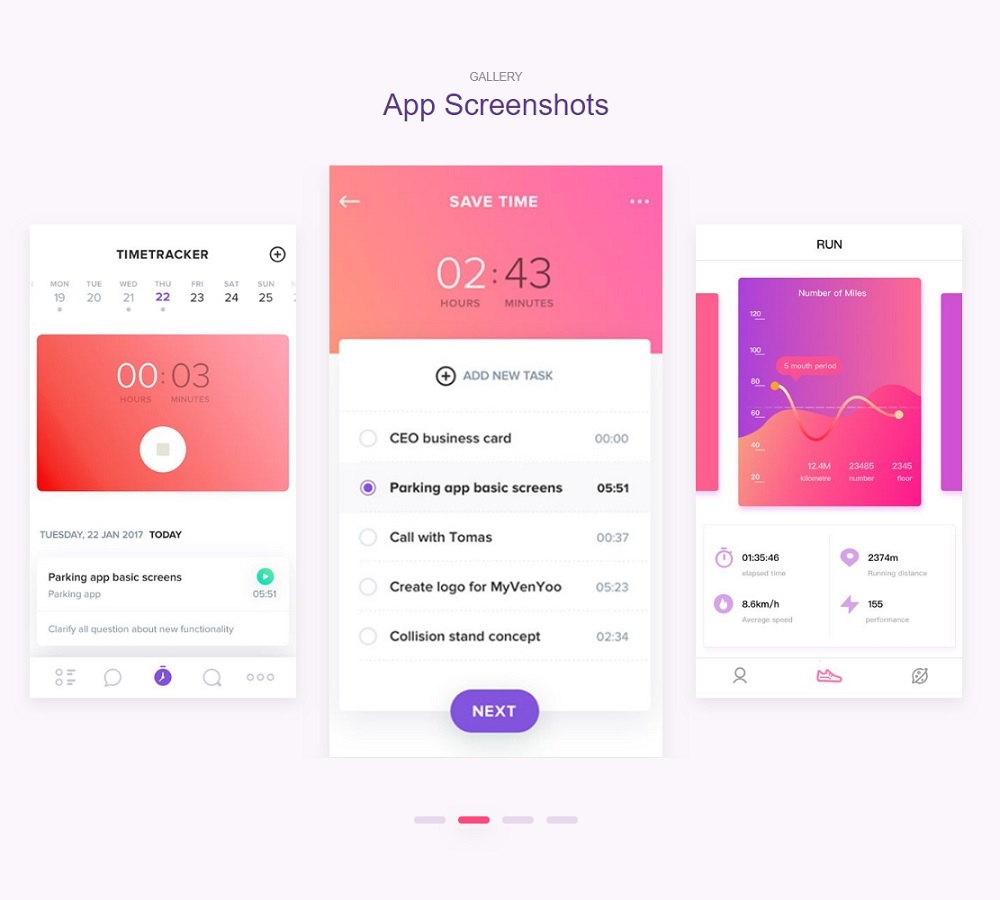 GALLERY
App Screenshots
TIMETRACKER
MON TUE WED THU FRI SAT SUN
19 20 21 22 23 24 25
00:03
HOURS MINUTES
TUESDAY, 22 JAN 2017 TODAY
Parking app basic screens
Parking app 05:51
Clarify all question about new functionality
SAVE TIME
02:43
HOURS MINUTES
ADD NEW TASK
CEO business card 00:00
Parking app basic screens 05:51
Call with Tomas 00:37
Create logo for MyVenYoo 05:23
Collision stand concept 02:34
NEXT
RUN
Number of Miles
120
100
5 mouth period
80
60
40
20
12.4M 23485 2345
kilometre number floor
01:35:46 2374m
elapsed time Running distance
8.6km/h 155
Average speed perfonnance